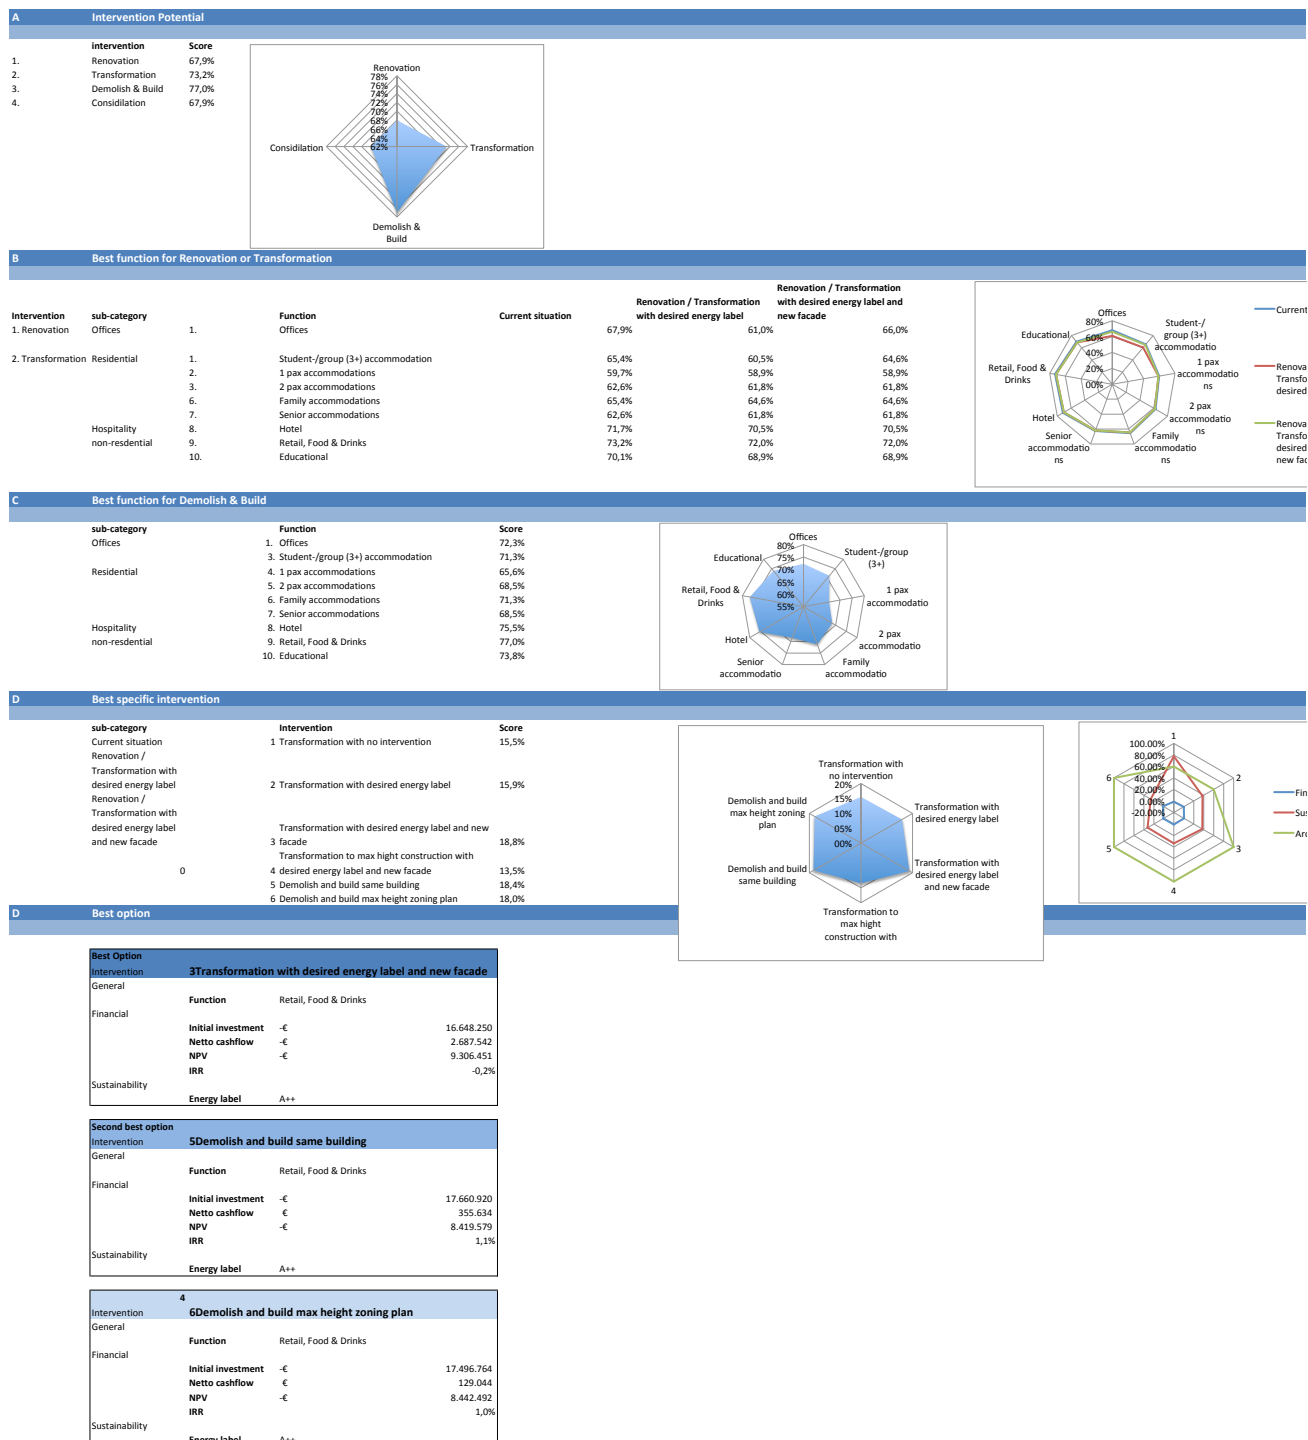 A Intervention Potential
intervention Score
1. Renovation 67,9%
2. Transformation 73,2%
3. Demolish & Build 77,0%
4. Considilation 67,9%
Renovation
78%
76%
74%
72%
70%
68%
66%
64%
62%
Considilation
Transformation
Demolish &
Build
B Best function for Renovation or Transformation
Renovation / Transformation
Renovation / Transformation with desired energy label and
Intervention sub-category Function Current situation with desired energy label new facade
1. Renovation Offices 1. Offices 67,9% 61,0% 66,0%
2. Transformation Residential 1. Student-/group (3+) accommodation 65,4% 60,5% 64,6%
2. 1 pax accommodations 59,7% 58,9% 58,9%
3. 2 pax accommodations 62,6% 61,8% 61,8%
6. Family accommodations 65,4% 64,6% 64,6%
7. Senior accommodations 62,6% 61,8% 61,8%
Hospitality 8. Hotel 71,7% 70,5% 70,5%
non-resdential 9. Retail, Food & Drinks 73,2% 72,0% 72,0%
10. Educational 70,1% 68,9% 68,9%
Offices
80%
60%
40%
20%
00%
Student-/
group (3+)
accommodatio
1 pax
accommodatio
ns
2 pax
accommodatio
ns
Family
accommodatio
ns
Senior
accommodatio
ns
Hotel
Retail, Food &
Drinks
Educational
Current
Renova
Transfo
desired
Renova
Transfo
desired
new fac
C Best function for Demolish & Build
sub-category Function Score
Offices 1. Offices 72,3%
3. Student-/group (3+) accommodation 71,3%
Residential 4. 1 pax accommodations 65,6%
5. 2 pax accommodations 68,5%
6. Family accommodations 71,3%
7. Senior accommodations 68,5%
Hospitality 8. Hotel 75,5%
non-residential 9. Retail, Food & Drinks 77,0%
10. Educational 73,8%
Offices
80%
75%
70%
65%
60%
55%
Student-/group
(3+)
1 pax
accommodatio
2 pax
accommodatio
Family
accommodatio
Senior
accommodatio
Hotel
Retail, Food &
Drinks
Educational
D Best specific intervention
sub-category Intervention Score
Current situation 1 Transformation with no intervention 15,5%
Renovation /
Transformation with
desired energy label 2 Transformation with desired energy label 15,9%
Renovation /
Transformation with
desired energy label Transformation with desired energy label and new
and new facade 3 facade 18,8%
Transformation to max hight construction with
0 4 desired energy label and new facade 13,5%
5 Demolish and build same building 18,4%
6 Demolish and build max height zoning plan 18,0%
Transformation with
no intervention
20%
15%
10%
05%
00%
Transformation with
desired energy label
Transformation with
desired energy label
and new facade
Transformation to
max hight
construction with
Demolish and build
same building
Demolish and build
max height zoning
plan
1
100.00%
80.00%
60.00%
40.00%
20.00%
0.00%
-20.00%
2
3
4
5
6
Fin
Sus
Arc
D Best option
Best Option
Intervention 3Transformation with desired energy label and new facade
General
Function Retail, Food & Drinks
Financial
Initial investment -€ 16.648.250
Netto cashflow -€ 2.687.542
NPV -€ 9.306.451
IRR -0,2%
Sustainability
Energy label A++
Second best option
Intervention 5Demolish and build same building
General
Function Retail, Food & Drinks
Financial
Initial investment -€ 17.660.920
Netto cashflow € 355.634
NPV -€ 8.419.579
IRR 1,1%
Sustainability
Energy label A++
4
Intervention 6Demolish and build max height zoning plan
General
Function Retail, Food & Drinks
Financial
Initial investment -€ 17.496.764
Netto cashflow € 129.044
NPV -€ 8.442.492
IRR 1,0%
Sustainability
Energy label A++